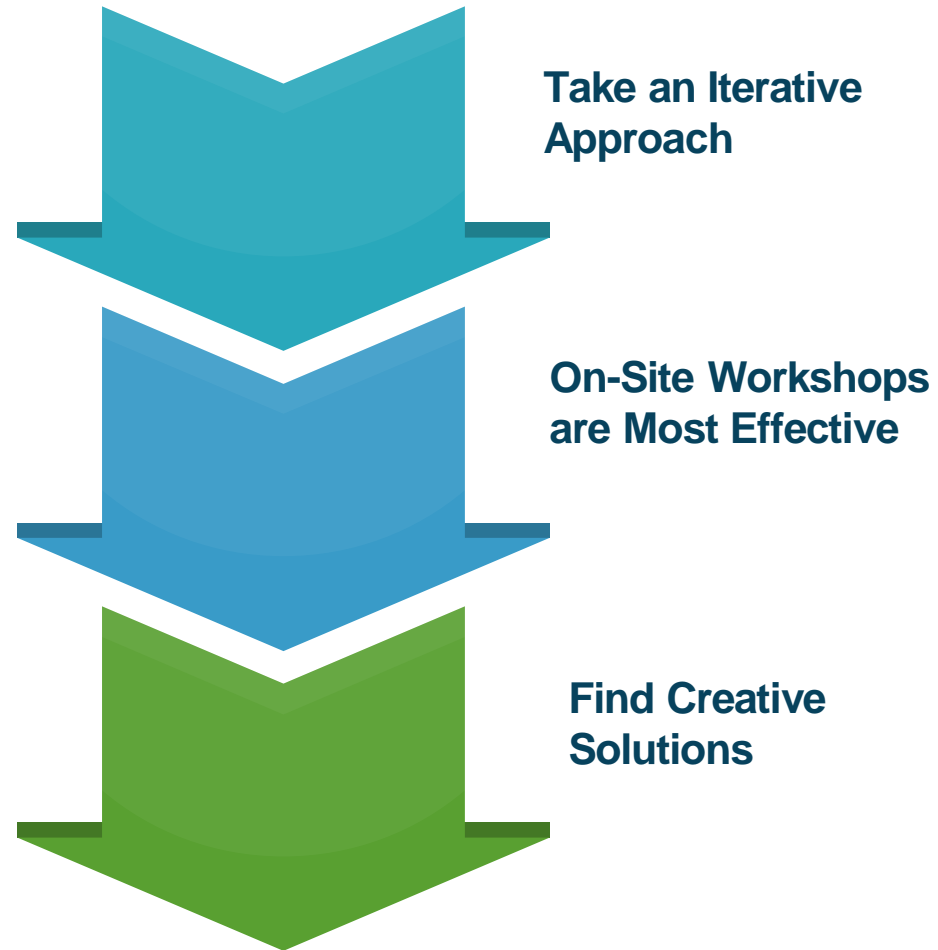 Take an Iterative
Approach
On-Site Workshops
are Most Effective
Find Creative
Solutions